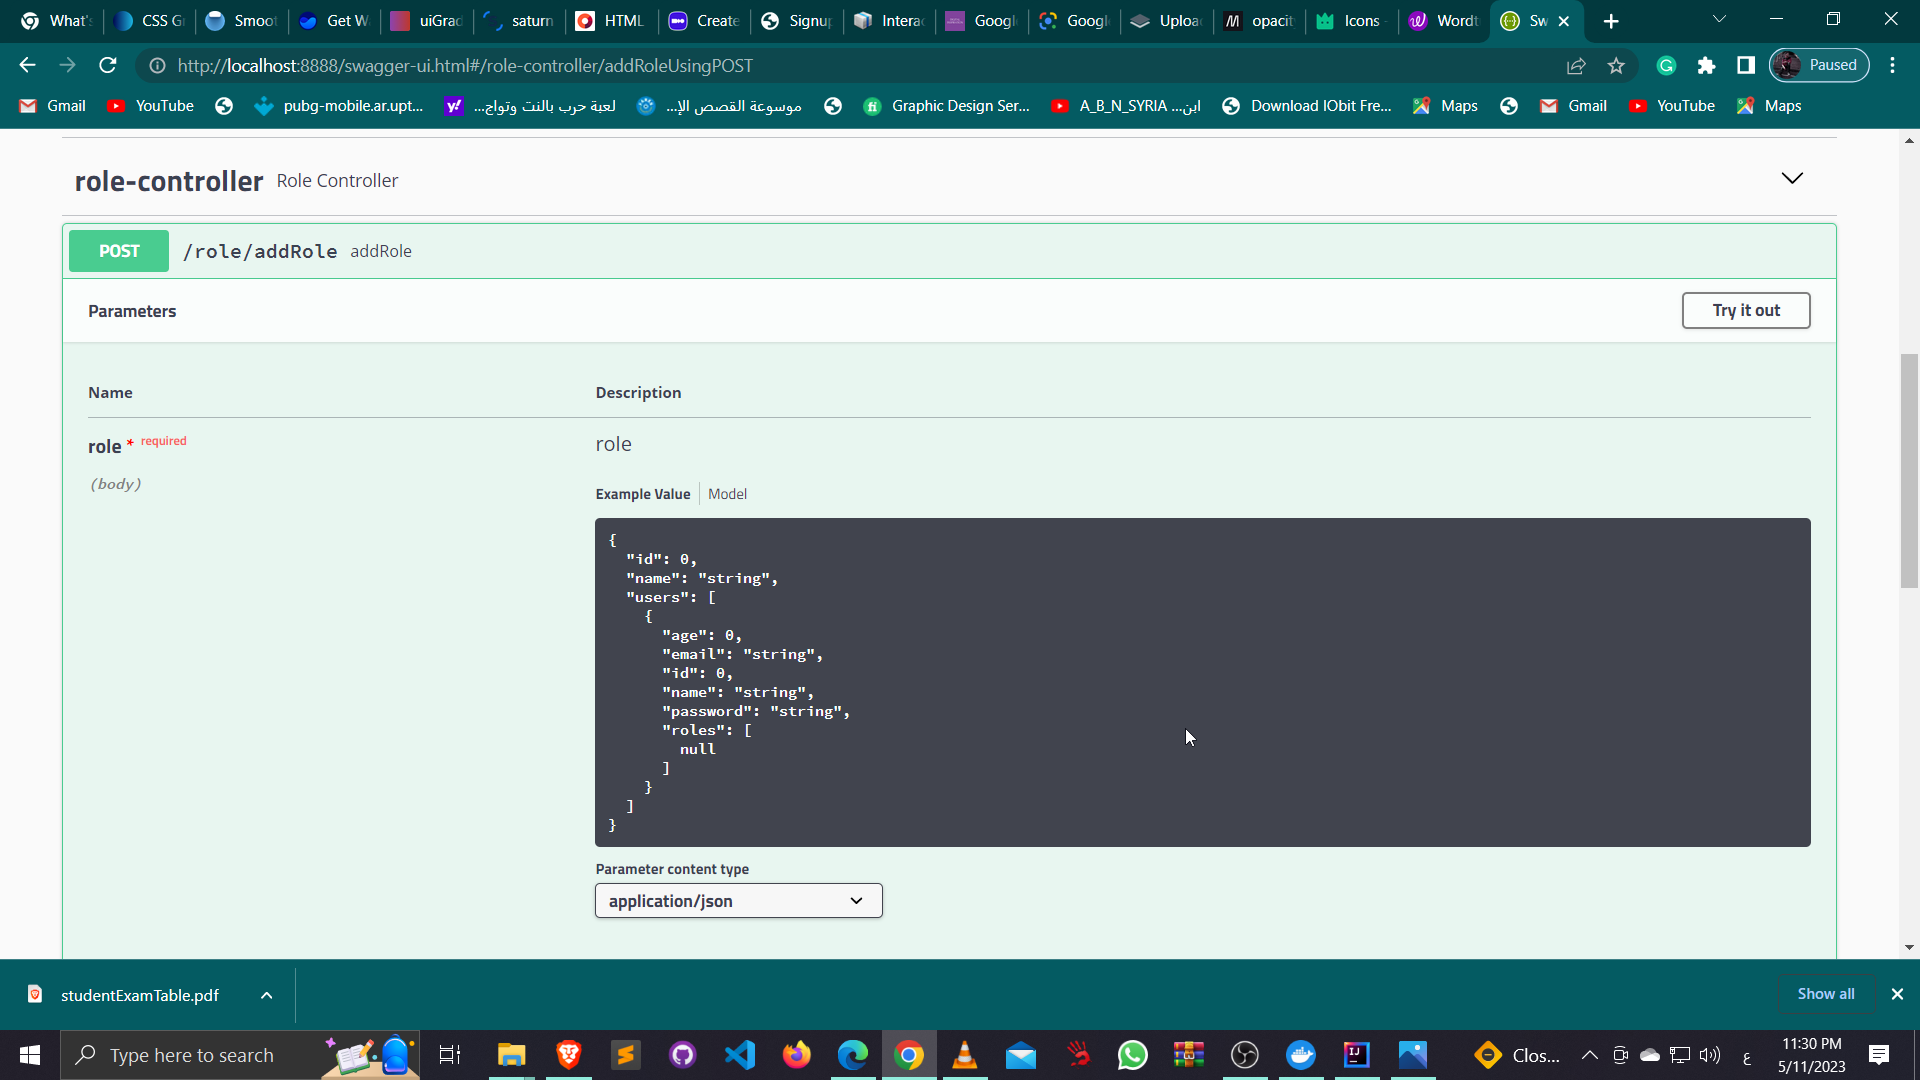 What's
CSS G
Smoot
Get W
uiGrad
saturn
HTML
Create
Signup
Interac
Google
Google
Upload
opacit
Icons
Wordt
Sw
http://localhost:8888/swagger-ui.html#/role-controller/addRoleUsingPOST
Paused
Gmail
YouTube
pubg-mobile.ar.upt...
لعبة حرب بالنت وتواج...
موسوعة القصص الإ...
Graphic Design Ser...
A_B_N_SYRIA ...ابن
Download IObit Fre...
Maps
Gmail
YouTube
Maps
role-controller Role Controller
POST /role/addRole addRole
Parameters
Try it out
Name
Description
role * required
role
(body)
Example Value
Model
{
"id": 0,
"name": "string",
"users": [
{
"age": 0,
"email": "string",
"id": 0,
"name": "string",
"password": "string",
"roles": [
null
]
}
]
}
Parameter content type
application/json
studentExamTable.pdf
Show all
Type here to search
Clos...
ع
11:30 PM
5/11/2023